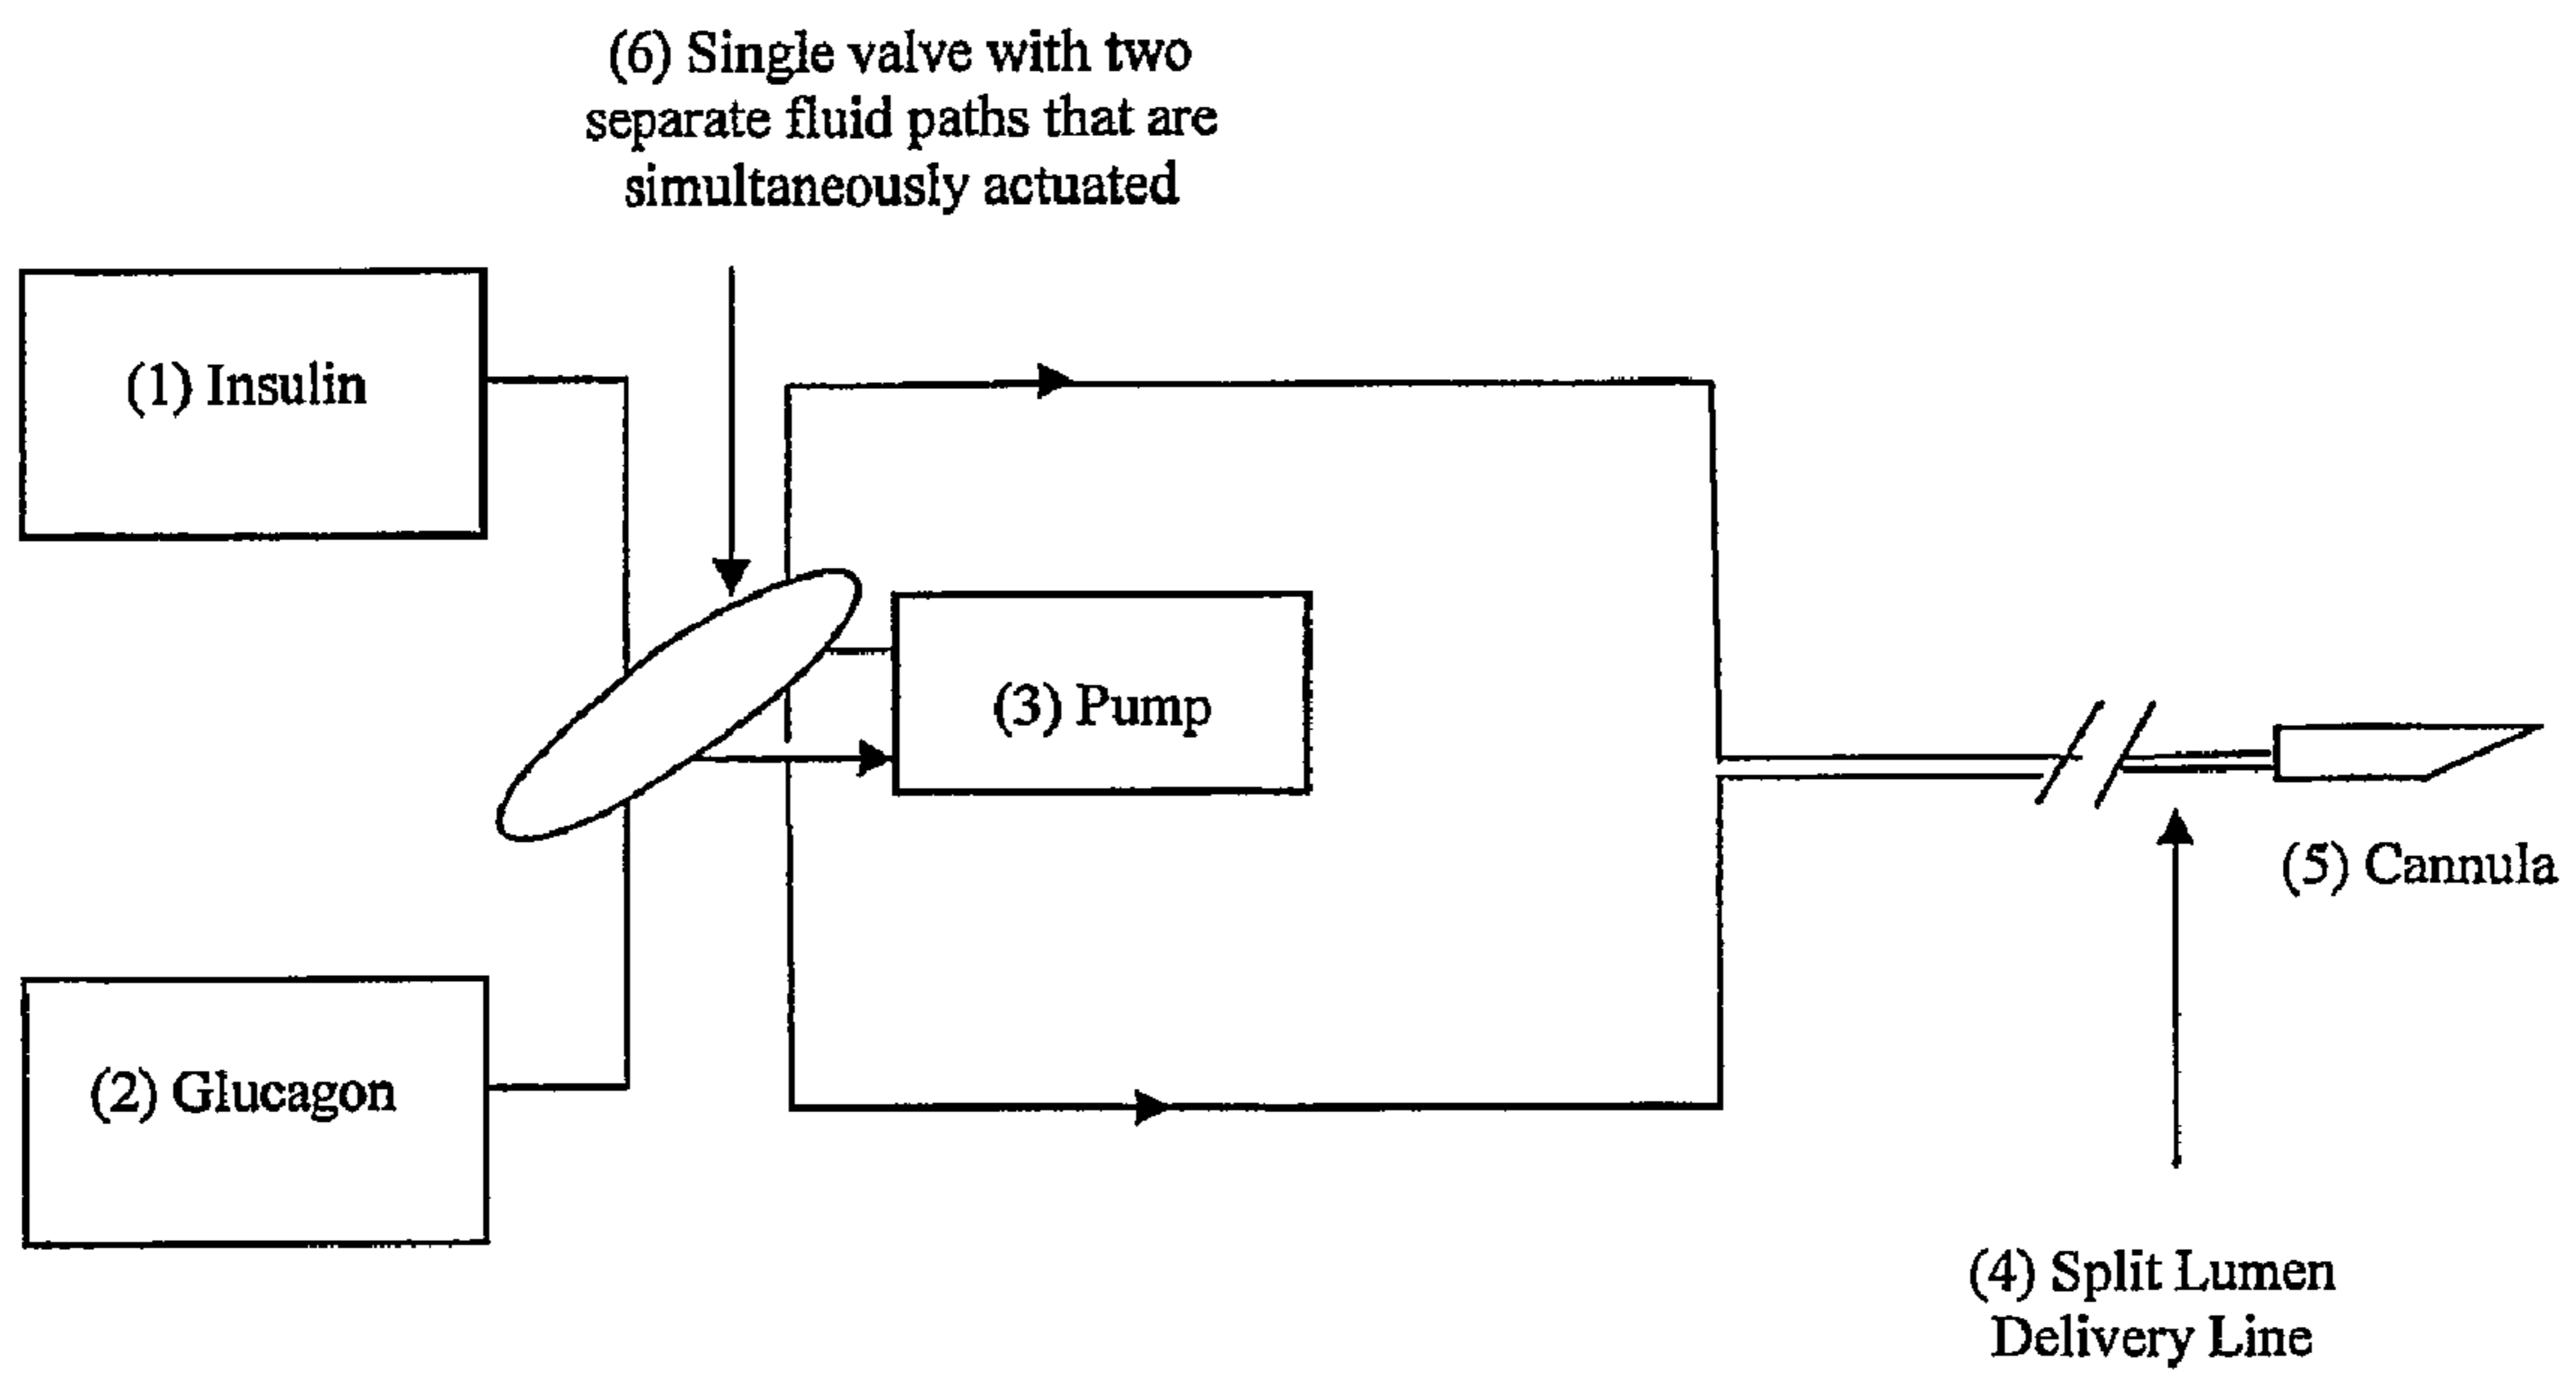 (6) Single valve with two
separate fluid paths that are
simultaneously actuated
(1) Insulin
(3) Pump
(5) Cannula
(2) Glucagon
(4) Split Lumen
Delivery Line